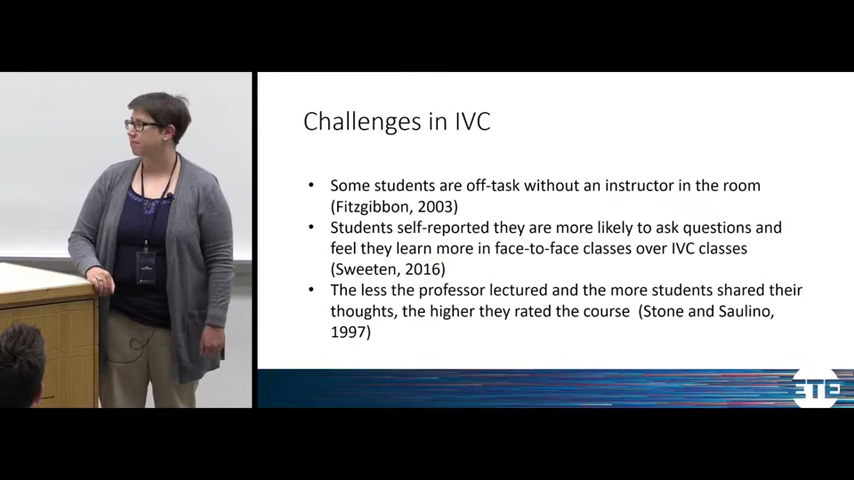 Challenges in IVC
• Some students are off-task without an instructor in the room
(Fitzgibbon, 2003)
• Students self-reported they are more likely to ask questions and
feel they learn more in face-to-face classes over IVC classes
(Sweeten, 2016)
• The less the professor lectured and the more students shared their
thoughts, the higher they rated the course (Stone and Saulino,
1997)
ETE